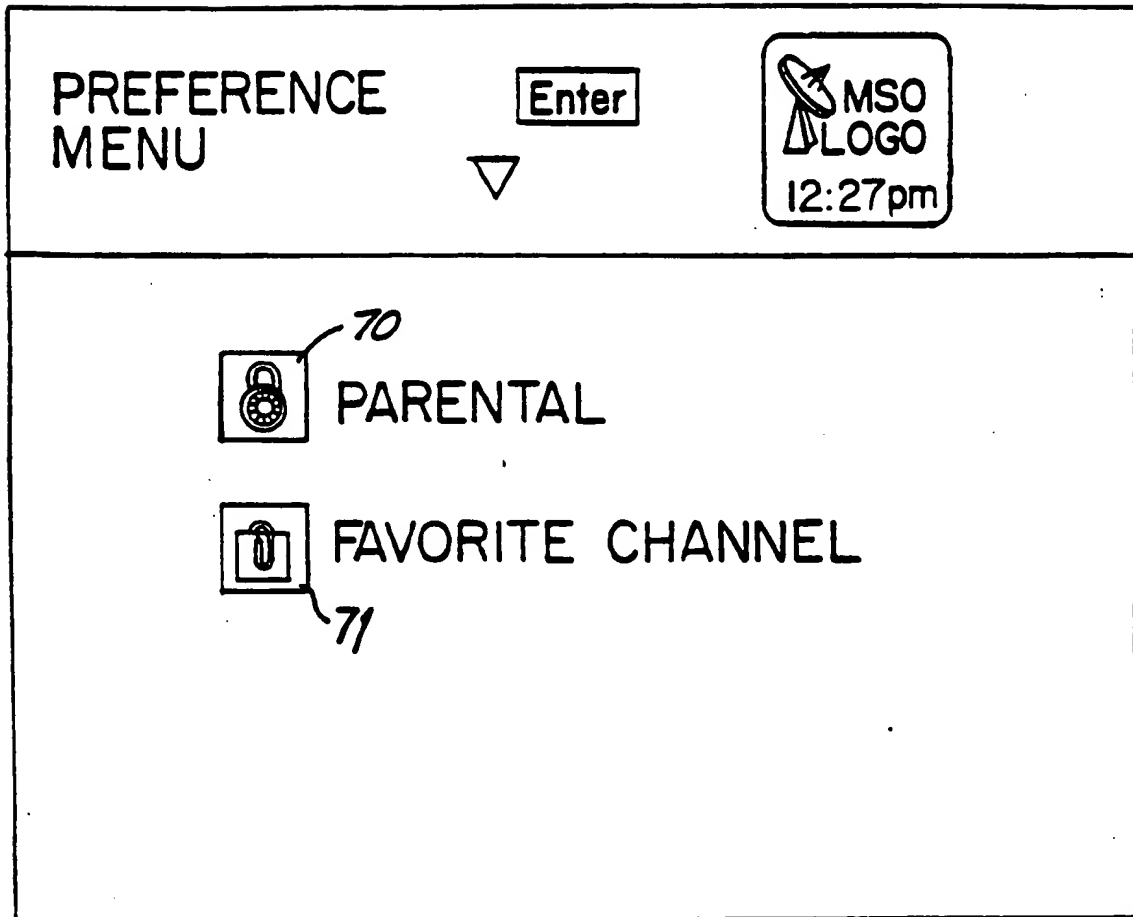 PREFERENCE
MENU
Enter
MSO
LOGO
12:27pm
70
PARENTAL
FAVORITE CHANNEL
71